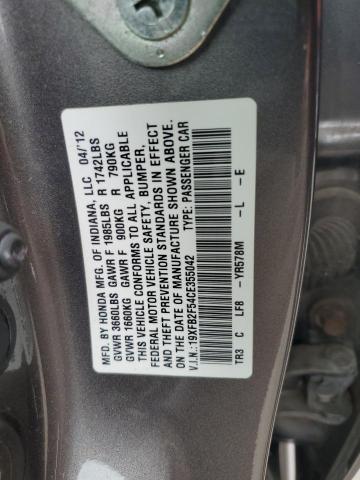 MFD. BY HONDA MFG. OF INDIANA, LLC 04/'12
GVWR 3660LBS GAWR F 1985LBS R 1742LBS
GVWR 1660KG GAWR F 900KG R 790KG
THIS VEHICLE CONFORMS TO ALL APPLICABLE
FEDERAL MOTOR VEHICLE SAFETY, BUMPER,
AND THEFT PREVENTION STANDARDS IN EFFECT
ON THE DATE OF MANUFACTURE SHOWN ABOVE.
V.I.N.:19XFB2F54CE355042 TYPE: PASSENGER CAR
TR3 C LF8 -YR578M -L -E